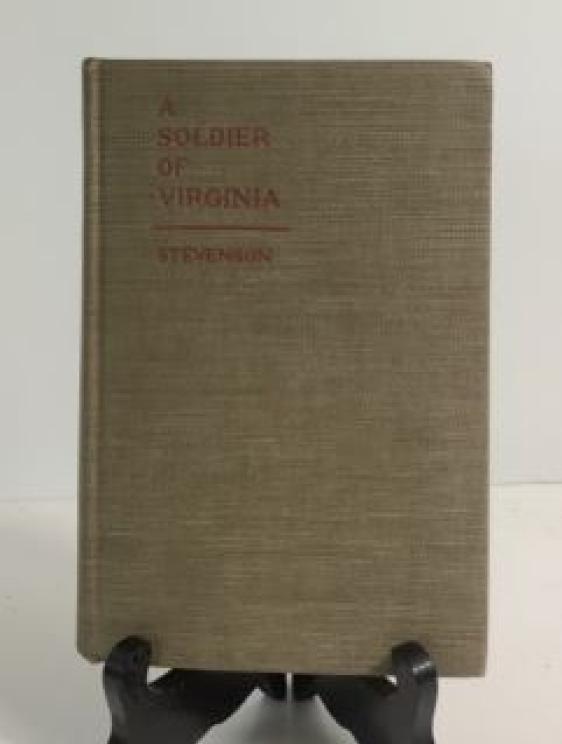 A
SOLDIER
OF
VIRGINIA
STEVENSON